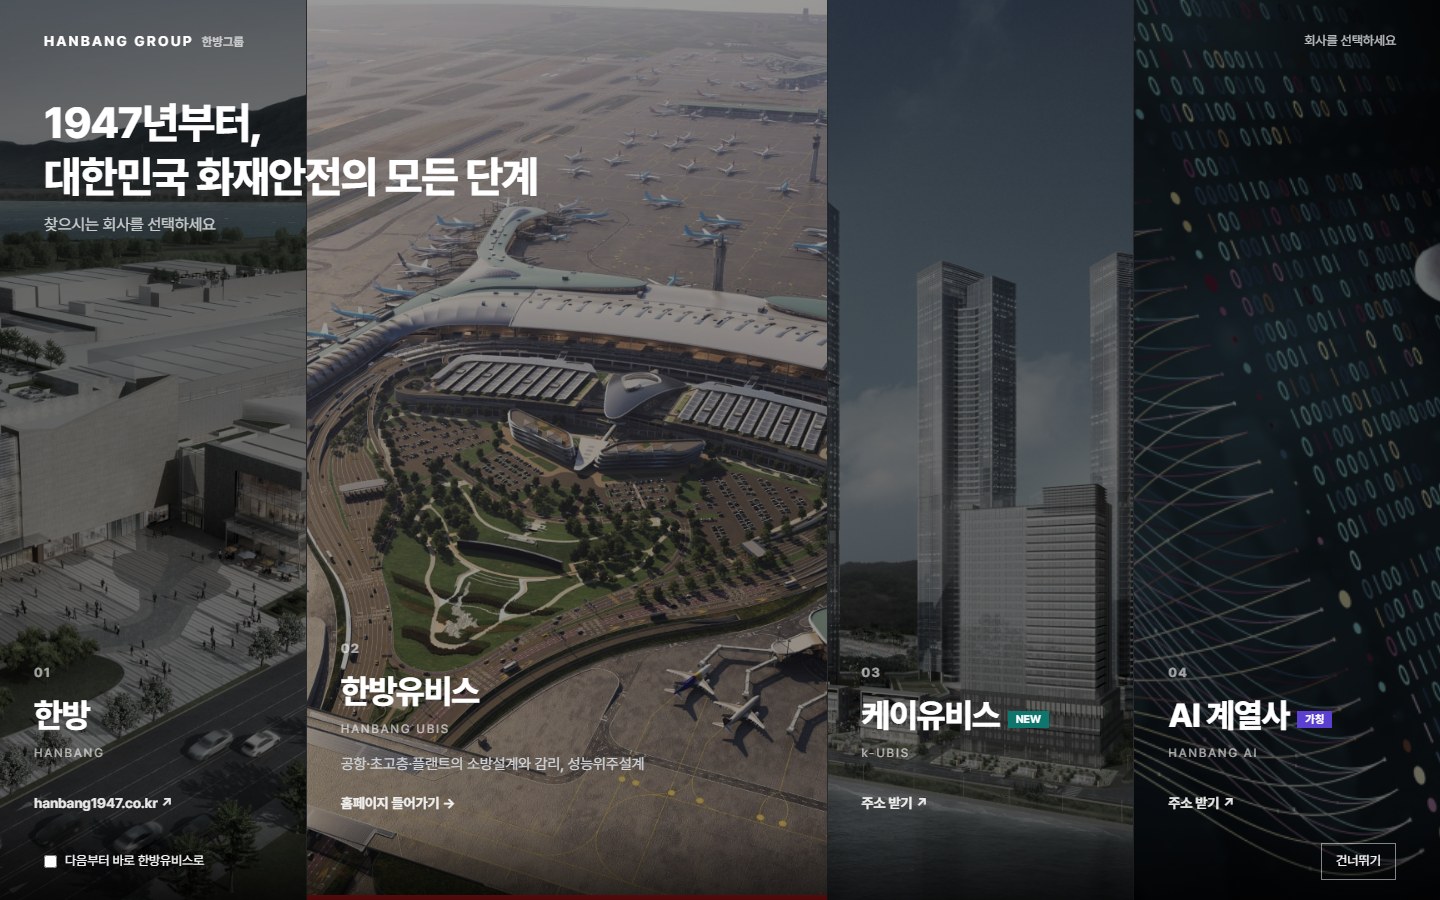 HANBANG GROUP 한방그룹
회사를 선택하세요
1947년부터,
대한민국 화재안전의 모든 단계
찾으시는 회사를 선택하세요
01
한방
HANBANG
hanbang1947.co.kr ↗
02
한방유비스
HANBANG UBIS
공항·초고층·플랜트의 소방설계와 감리, 성능위주설계
홈페이지 들어가기 →
03
케이유비스 NEW
k-UBIS
주소 받기 ↗
04
AI 계열사 가칭
HANBANG AI
주소 받기 ↗
다음부터 바로 한방유비스로
건너뛰기